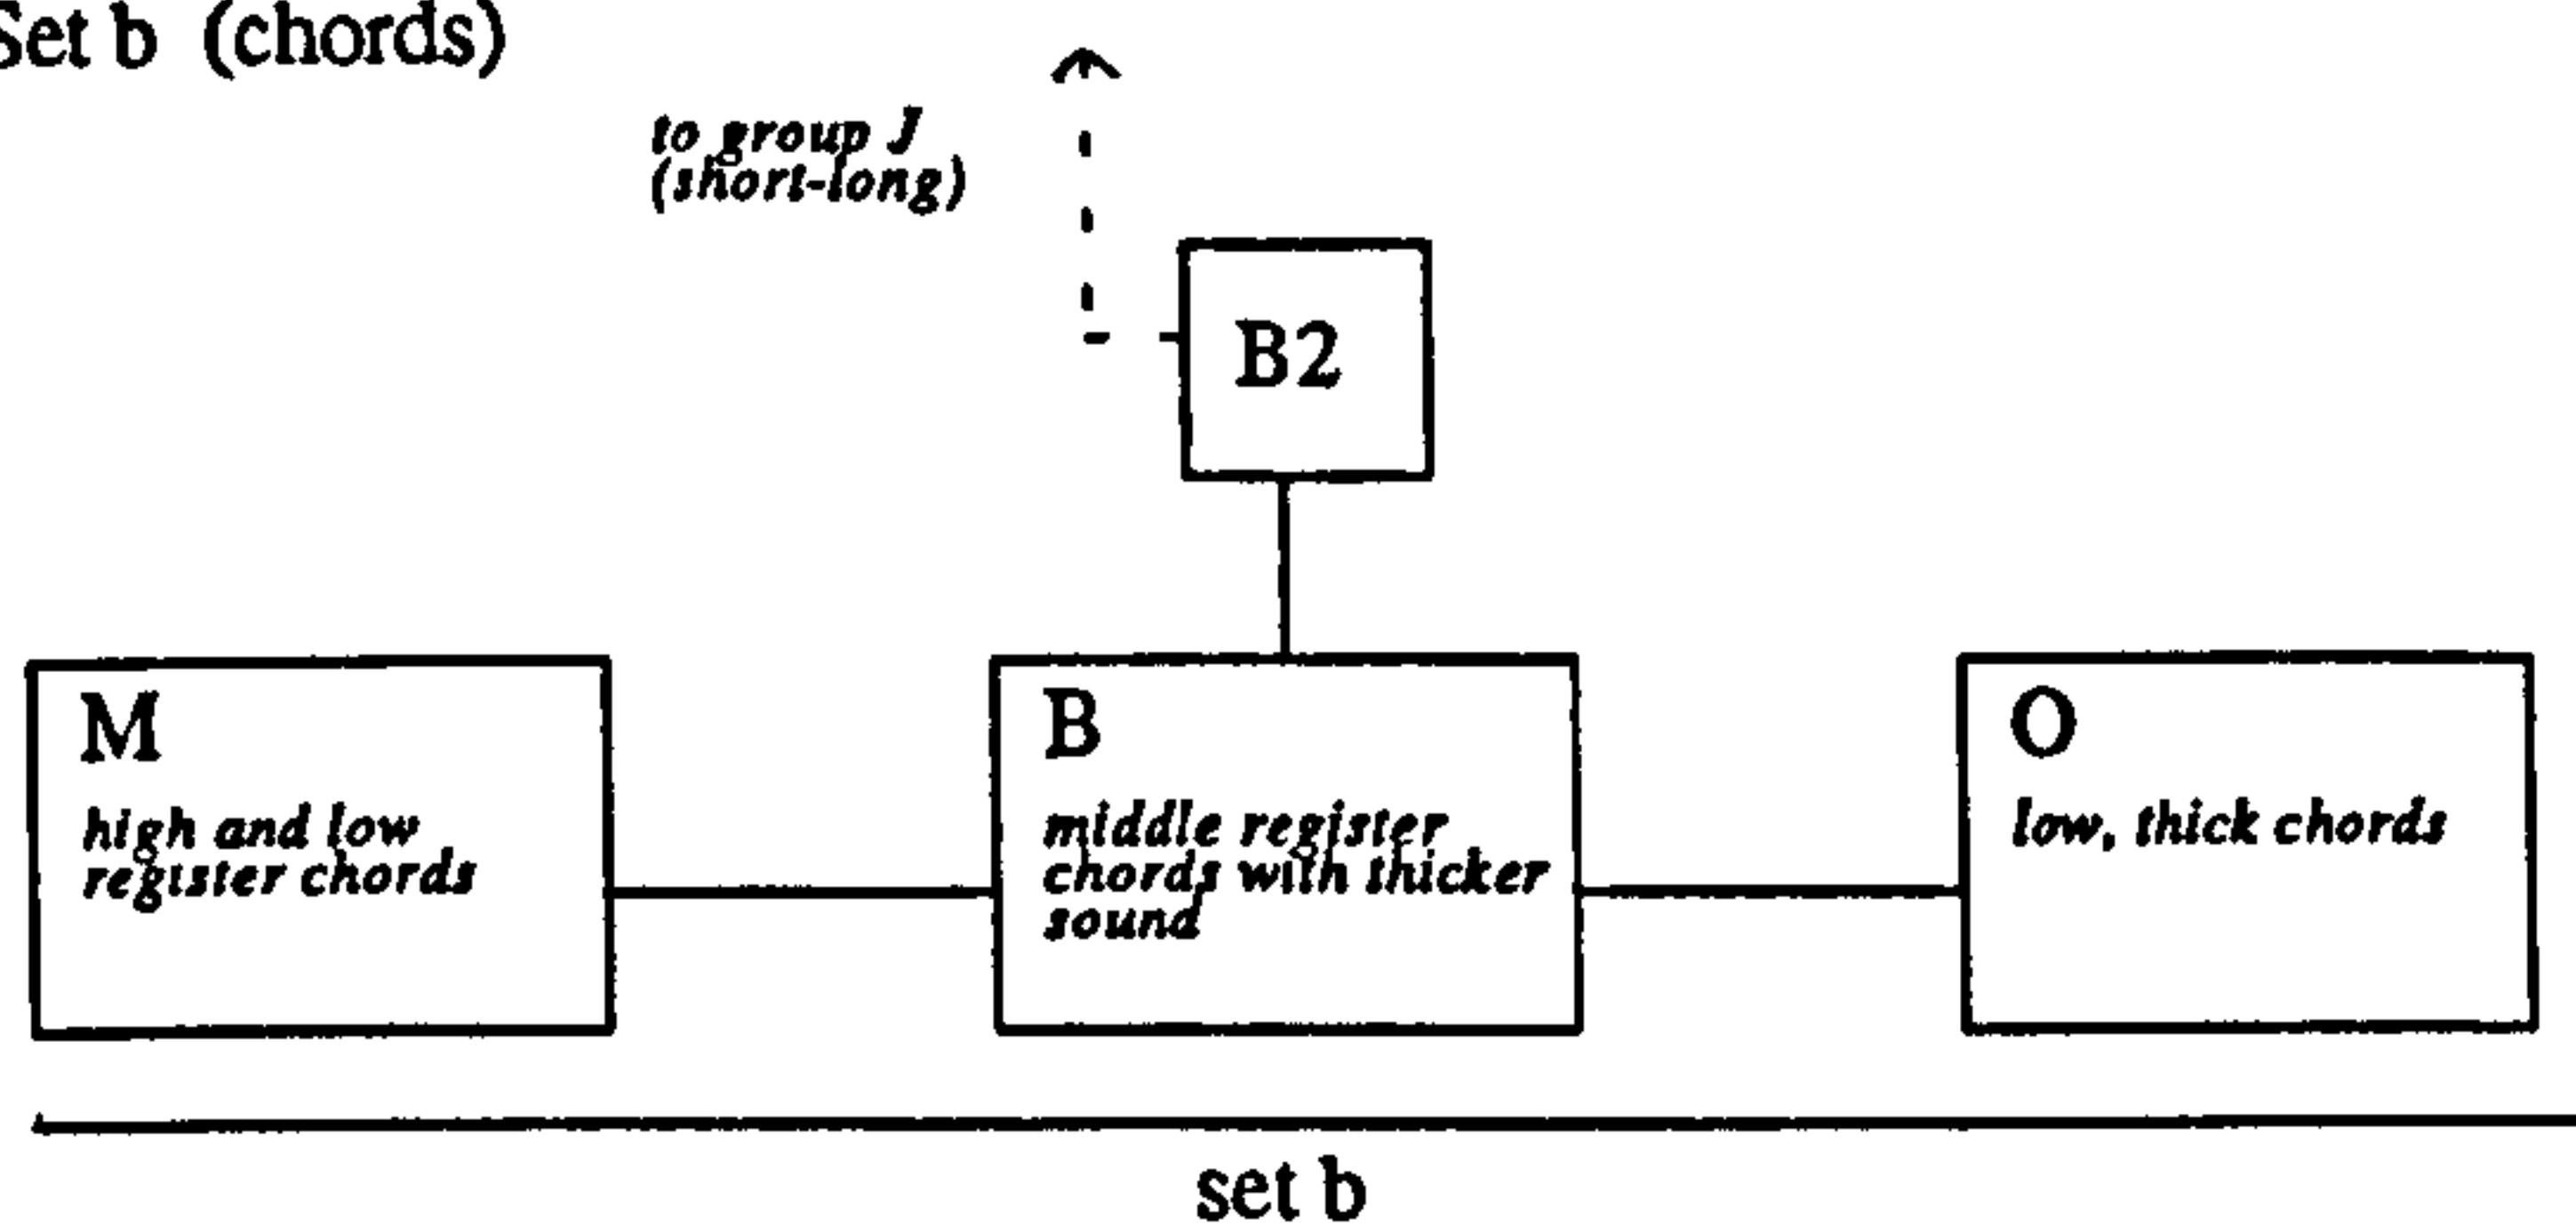 Set b (chords)
to group J
(short-long)
B2
M
high and low
register chords
B
middle register
chords with thicker
sound
O
low, thick chords
set b